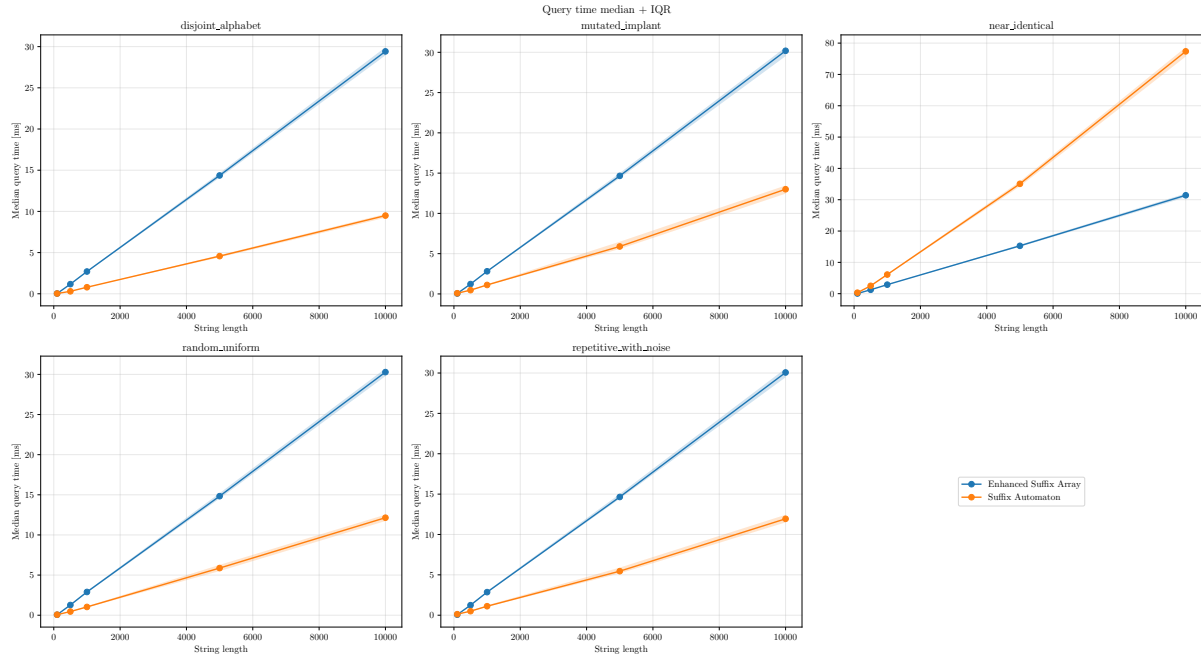 Query time median + IQR
disjoint_alphabet
30
25
20
15
10
5
0
Median query time [ms]
0 2000 4000 6000 8000 10000
String length
mutated_implant
30
25
20
15
10
5
0
Median query time [ms]
0 2000 4000 6000 8000 10000
String length
near_identical
80
70
60
50
40
30
20
10
0
Median query time [ms]
0 2000 4000 6000 8000 10000
String length
random_uniform
30
25
20
15
10
5
0
Median query time [ms]
0 2000 4000 6000 8000 10000
String length
repetitive_with_noise
30
25
20
15
10
5
0
Median query time [ms]
0 2000 4000 6000 8000 10000
String length
Enhanced Suffix Array
Suffix Automaton